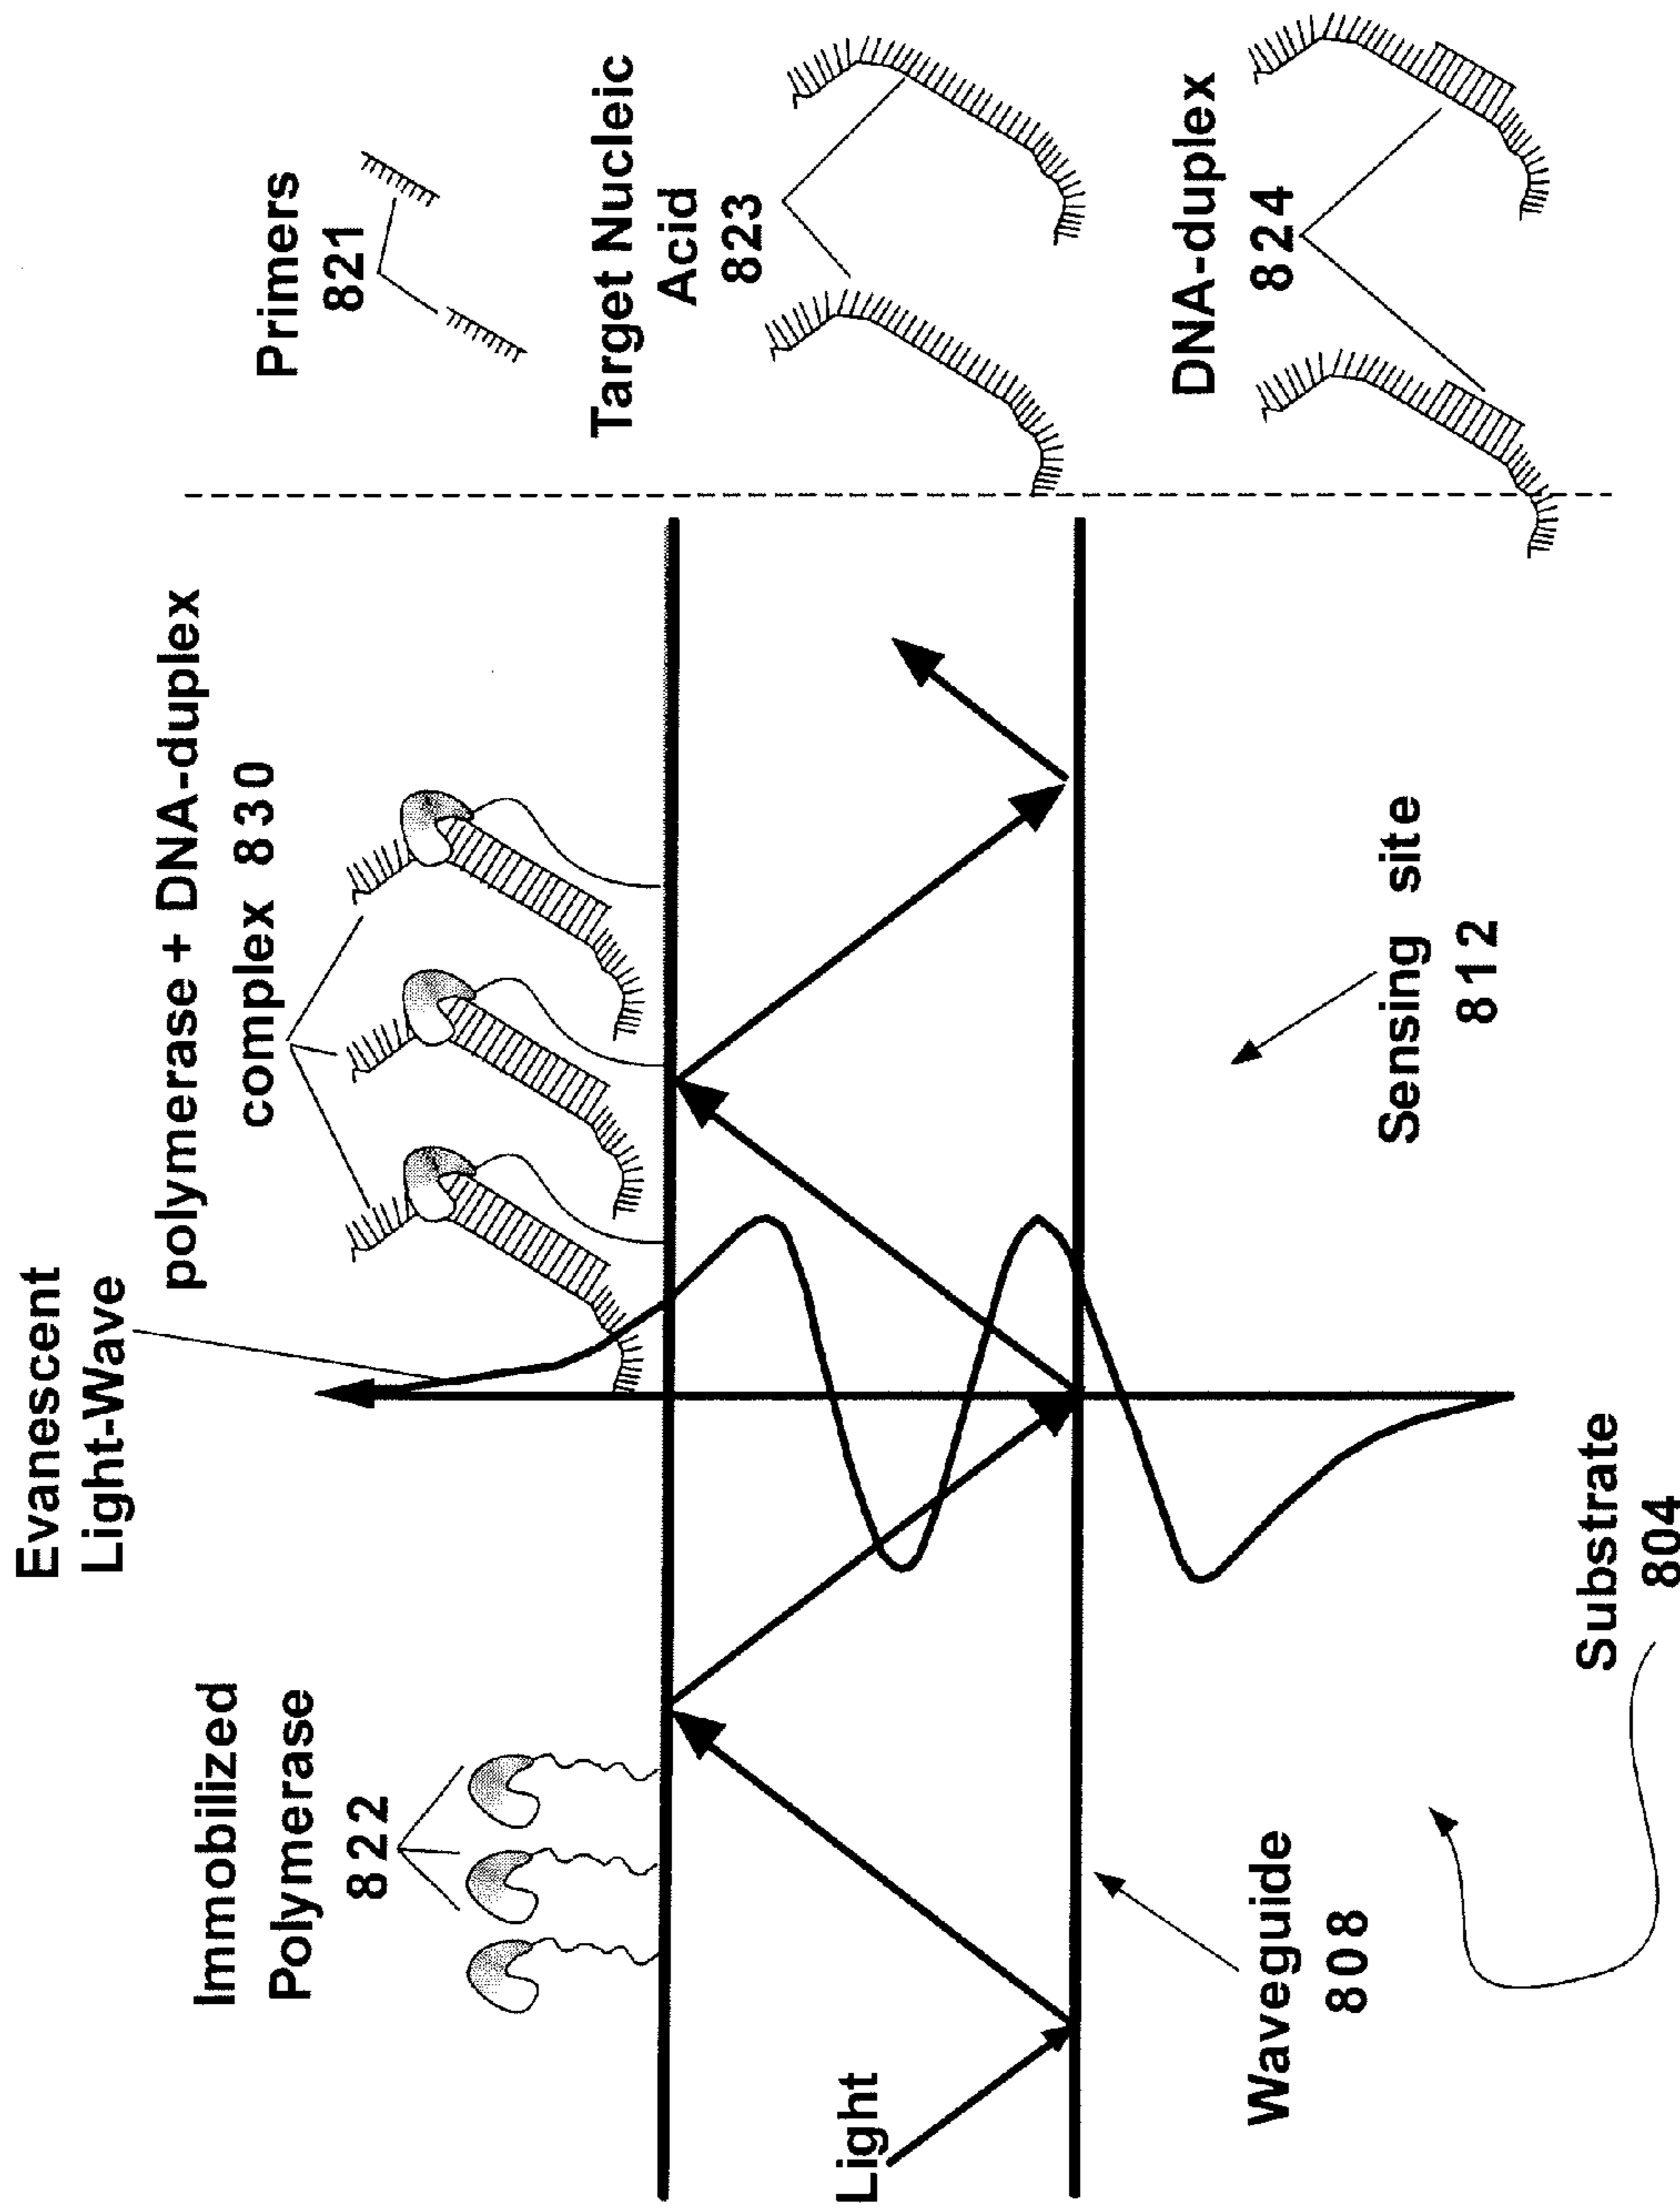 Evanescent
Light-Wave
Immobilized
Polymerase
822
polymerase + DNA-duplex
complex 830
Primers
821
Target Nucleic
Acid
823
DNA-duplex
824
Light
Waveguide
808
Sensing site
812
Substrate
804